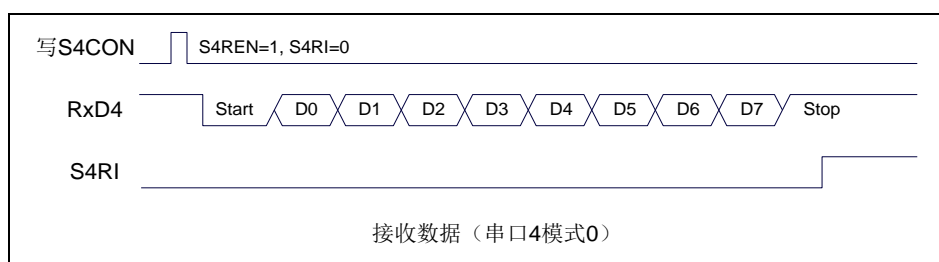 写S4CON S4REN=1, S4RI=0
RxD4 Start D0 D1 D2 D3 D4 D5 D6 D7 Stop
S4RI
接收数据（串口4模式0）